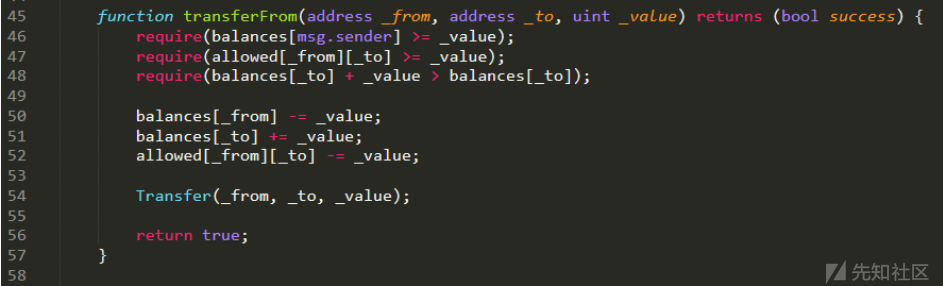 45 function transferFrom(address _from, address _to, uint _value) returns (bool success) {
46 require(balances[msg.sender] >= _value);
47 require(allowed[_from][_to] >= _value);
48 require(balances[_to] + _value > balances[_to]);
49
50 balances[_from] -= _value;
51 balances[_to] += _value;
52 allowed[_from][_to] -= _value;
53
54 Transfer(_from, _to, _value);
55
56 return true;
57 }
58
先知社区